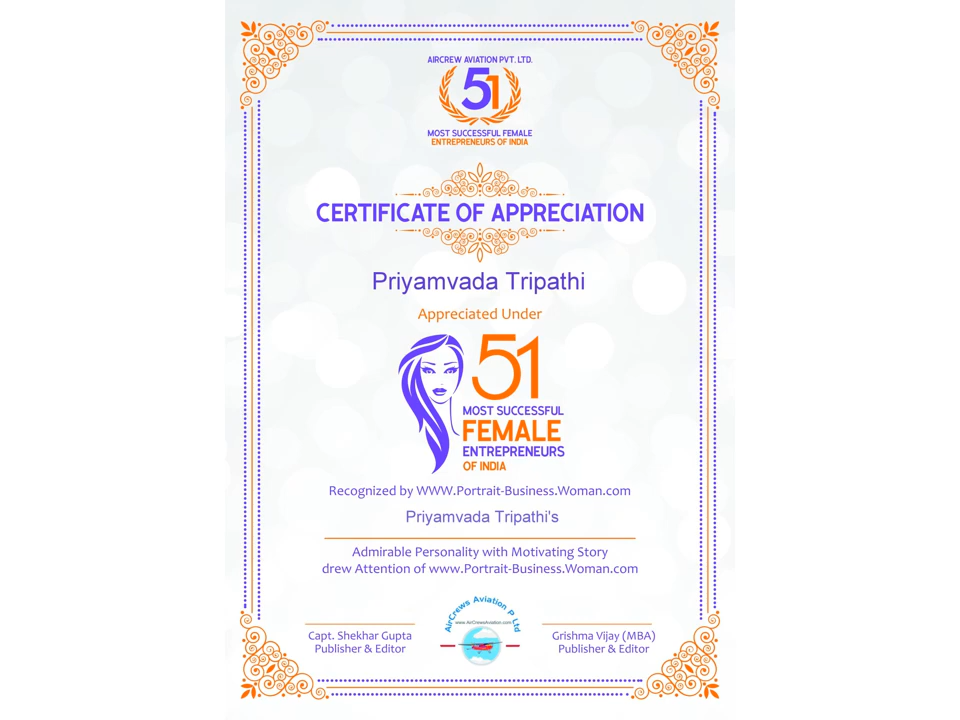 AIRCREW AVIATION PVT. LTD.
51
MOST SUCCESSFUL FEMALE
ENTREPRENEURS OF INDIA
CERTIFICATE OF APPRECIATION
Priyamvada Tripathi
Appreciated Under
51
MOST SUCCESSFUL
FEMALE
ENTREPRENEURS
OF INDIA
Recognized by WWW.Portrait-Business.Woman.com
Priyamvada Tripathi's
Admirable Personality with Motivating Story
drew Attention of www.Portrait-Business.Woman.com
AirCrews Aviation P Ltd
www.AirCrewsAviation.com
Capt. Shekhar Gupta
Publisher & Editor
Grishma Vijay (MBA)
Publisher & Editor